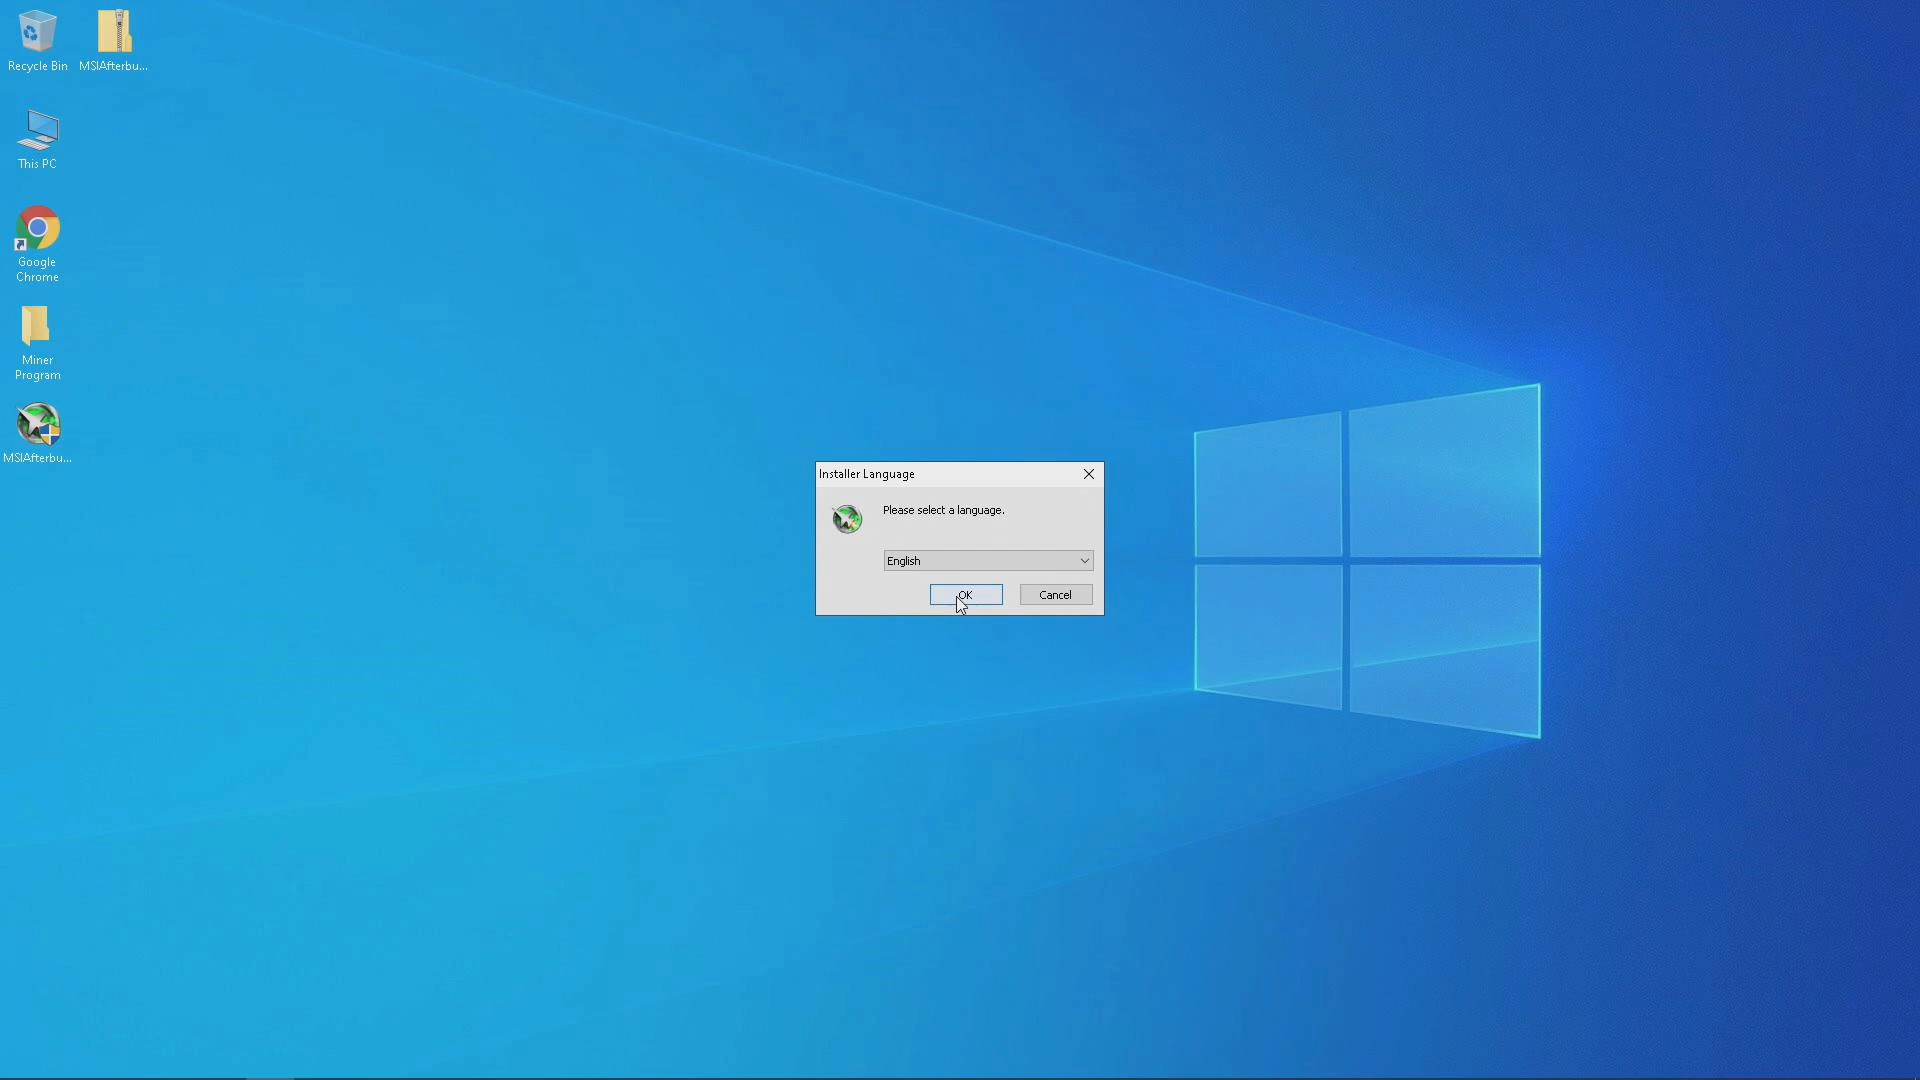 Recycle Bin
MSIAfterbu...
This PC
Google
Chrome
Miner
Program
MSIAfterbu...
Installer Language
Please select a language.
English
OK
Cancel